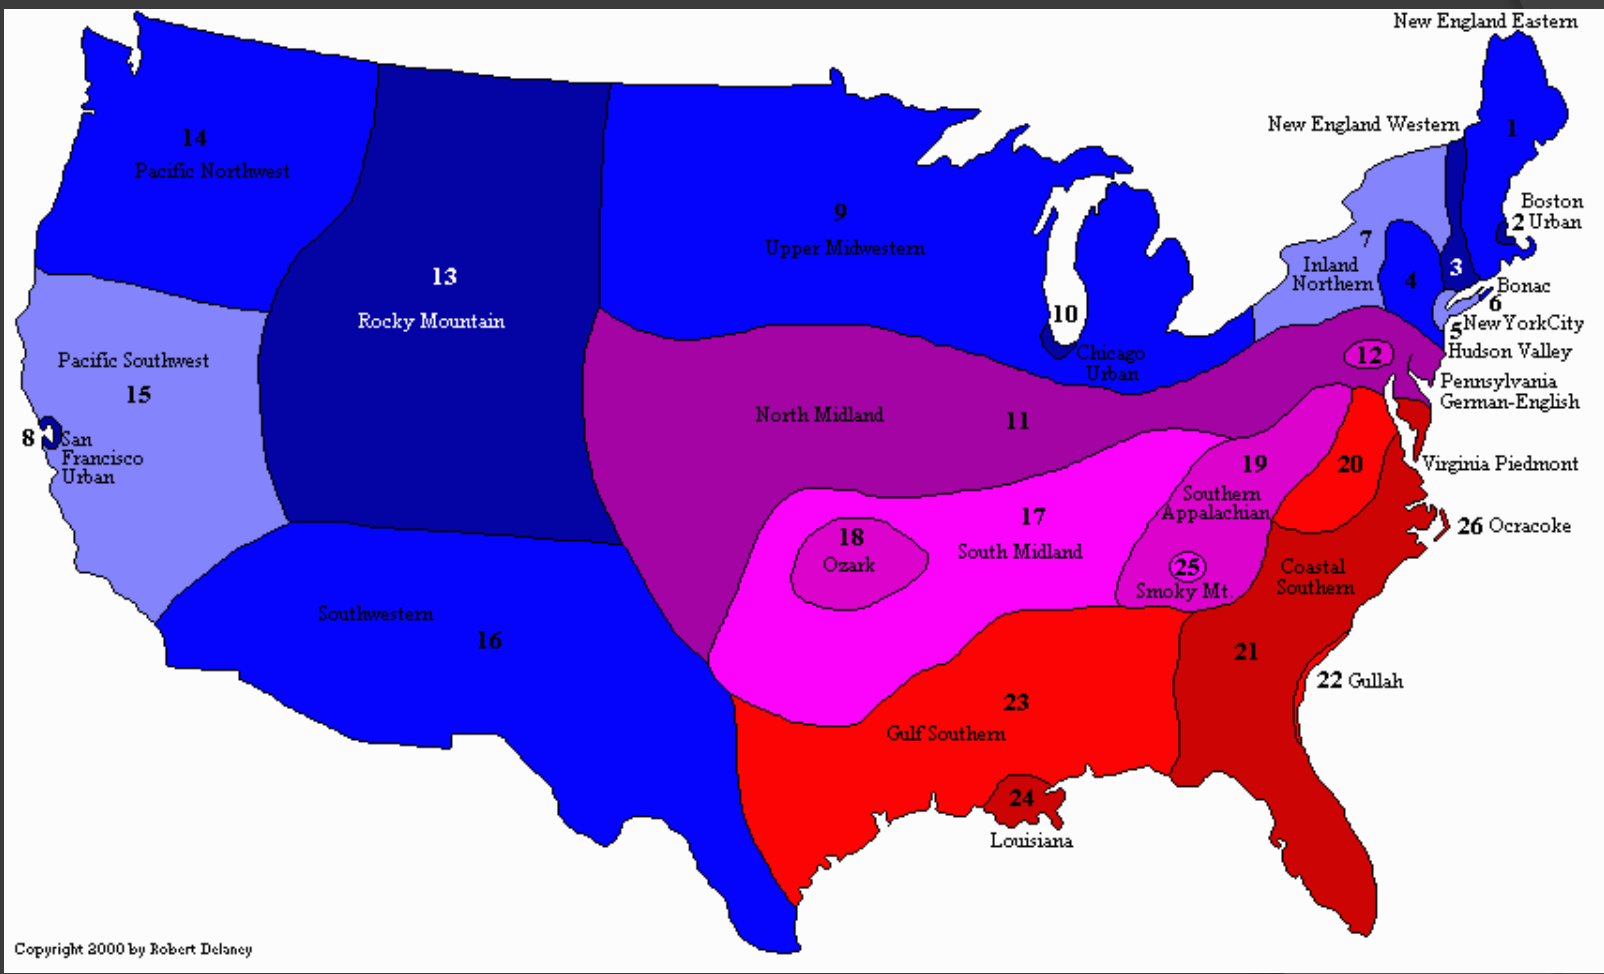 New England Eastern
New England Western
1
14
Pacific Northwest
Boston
2 Urban
9
Upper Midwestern
7
Inland
Northern
3
4
13
Rocky Mountain
Bonac
6
10
5
New York City
Chicago
Urban
12
Hudson Valley
Pacific Southwest
15
Pennsylvania
German-English
North Midland
11
8 San
Francisco
Urban
19
Southern
Appalachian
20
Virginia Piedmont
17
South Midland
18
Ozark
26 Ocracoke
25
Smoky Mt.
Coastal
Southern
Southwestern
16
21
22 Gullah
23
Gulf Southern
24
Louisiana
Copyright 2000 by Robert Delaney